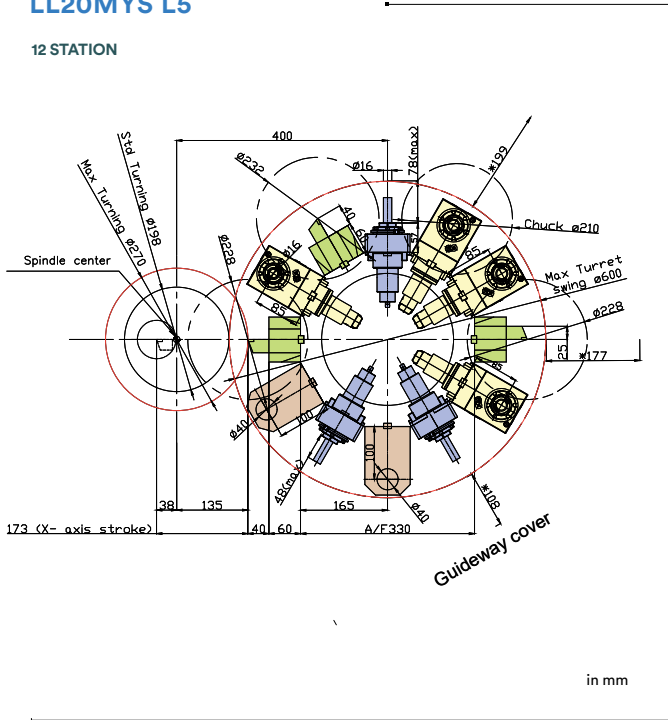 LL20MYS L5
12 STATION
400
ø232
ø16
78(max)
*199
Std Turning ø198
Max Turning ø270
40
57
Chuck ø210
ø228
ø16
85
Spindle center
Max Turret
swing ø600
85
ø228
25
*177
85
100
ø40
100
48(max)
ø40
*108
38
135
165
173 (X- axis stroke)
40
60
A/F330
Guideway cover
in mm